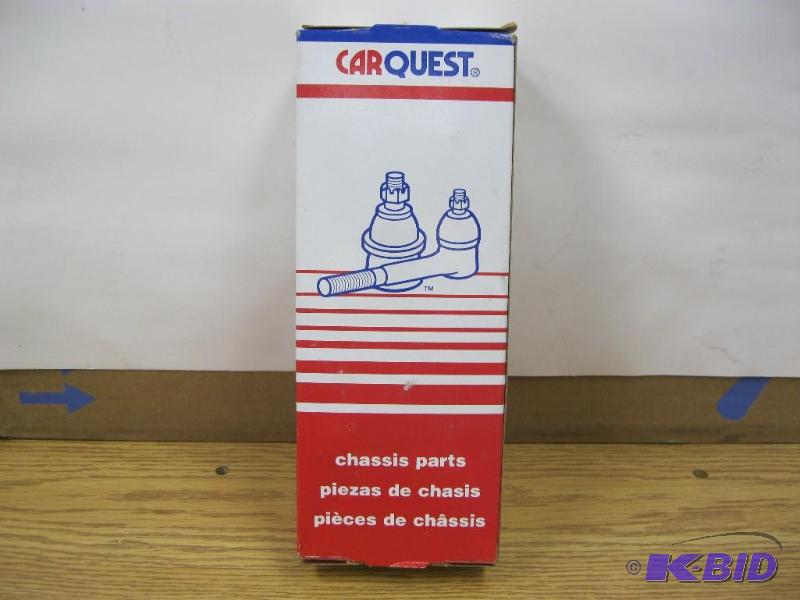 CARQUEST®
TM
chassis parts
piezas de chasis
pièces de châssis
© K-BID